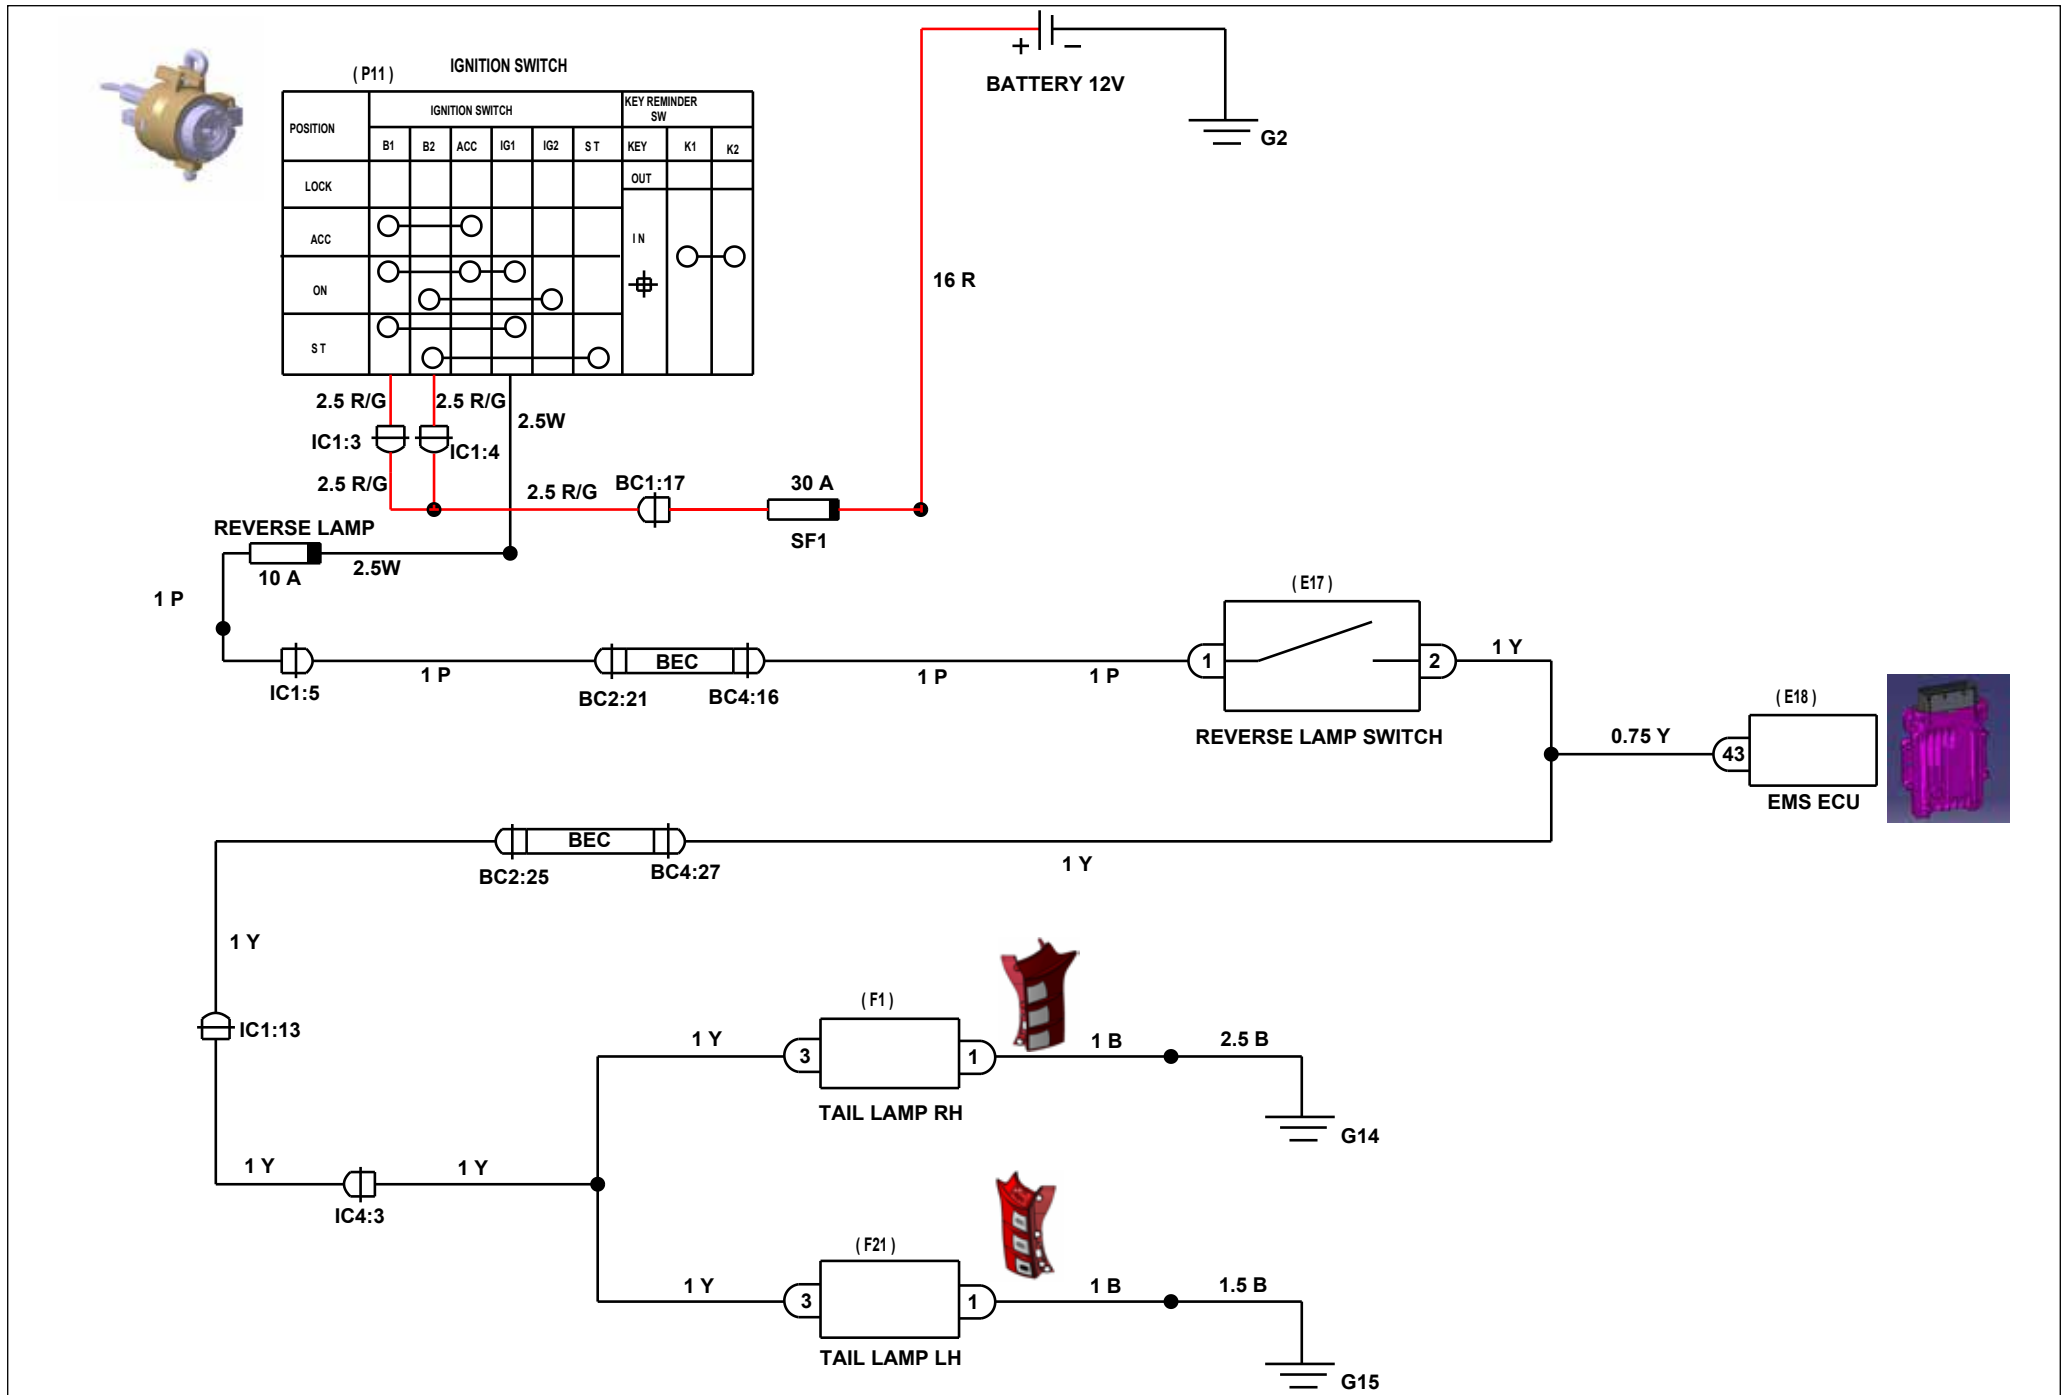 BATTERY 12V
+
−
G2
16 R
( P11 )
IGNITION SWITCH
POSITION
IGNITION SWITCH
KEY REMINDER
SW
B1 B2 ACC IG1 IG2 S T KEY K1 K2
LOCK
OUT
ACC
I N
ON
S T
2.5 R/G
2.5 R/G
2.5W
IC1:3
IC1:4
2.5 R/G
2.5 R/G
BC1:17
30 A
SF1
REVERSE LAMP
10 A
2.5W
1 P
IC1:5
1 P
BEC
BC2:21
BC4:16
1 P
1 P
( E17 )
1
2
REVERSE LAMP SWITCH
1 Y
0.75 Y
( E18 )
43
EMS ECU
BEC
BC2:25
BC4:27
1 Y
1 Y
IC1:13
1 Y
IC4:3
1 Y
1 Y
( F1 )
3
1
TAIL LAMP RH
1 B
2.5 B
G14
1 Y
( F21 )
3
1
TAIL LAMP LH
1 B
1.5 B
G15